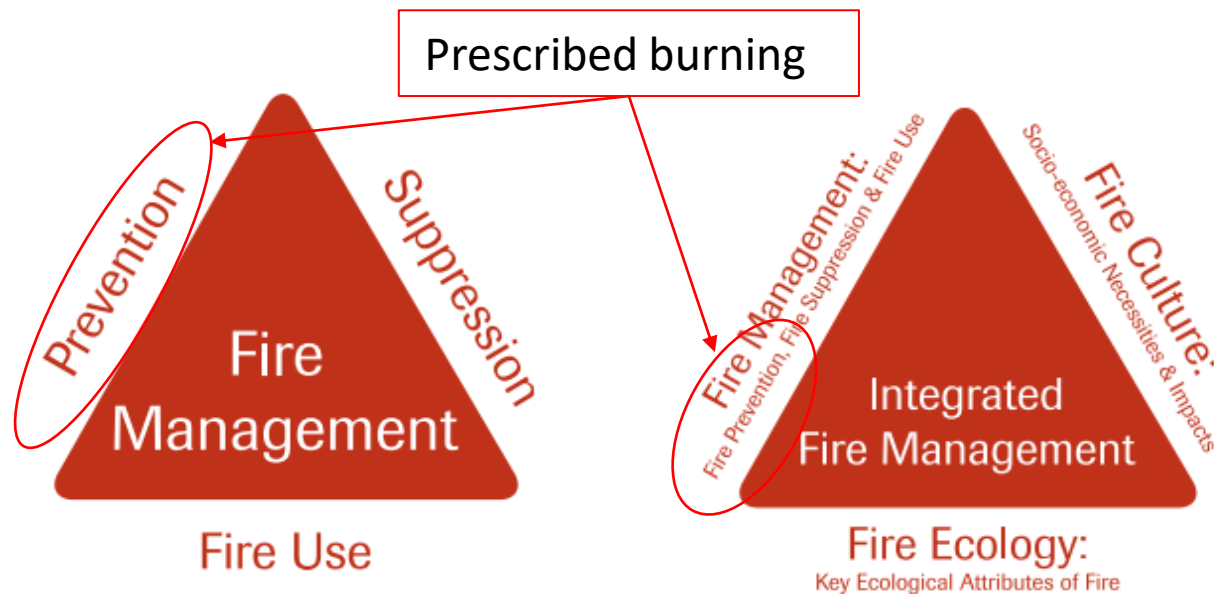 Prescribed burning
Prevention
Suppression
Fire
Management
Fire Use
Fire Management:
Fire Prevention, Fire Suppression & Fire Use
Fire Culture:
Socio-economic Necessities & Impacts
Integrated
Fire Management
Fire Ecology:
Key Ecological Attributes of Fire